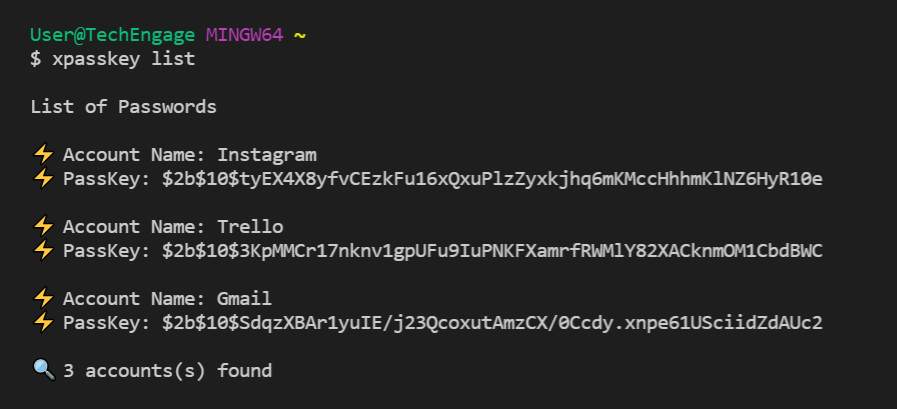 User@TechEngage MINGW64 ~
$ xpasskey list
List of Passwords
⚡ Account Name: Instagram
⚡ PassKey: $2b$10$tyEX4X8yfvCEzkFu16xQxuPlzZyxkjhq6mKMccHhhmKlNZ6HyR10e
⚡ Account Name: Trello
⚡ PassKey: $2b$10$3KpMMCr17nknv1gpUFu9IuPNKFXamrfRWMlY82XACknmOM1CbdBWC
⚡ Account Name: Gmail
⚡ PassKey: $2b$10$SdqzXBAr1yuIE/j23QcoxutAmzCX/0Ccdy.xnpe61USciidZdAUc2
🔍 3 accounts(s) found